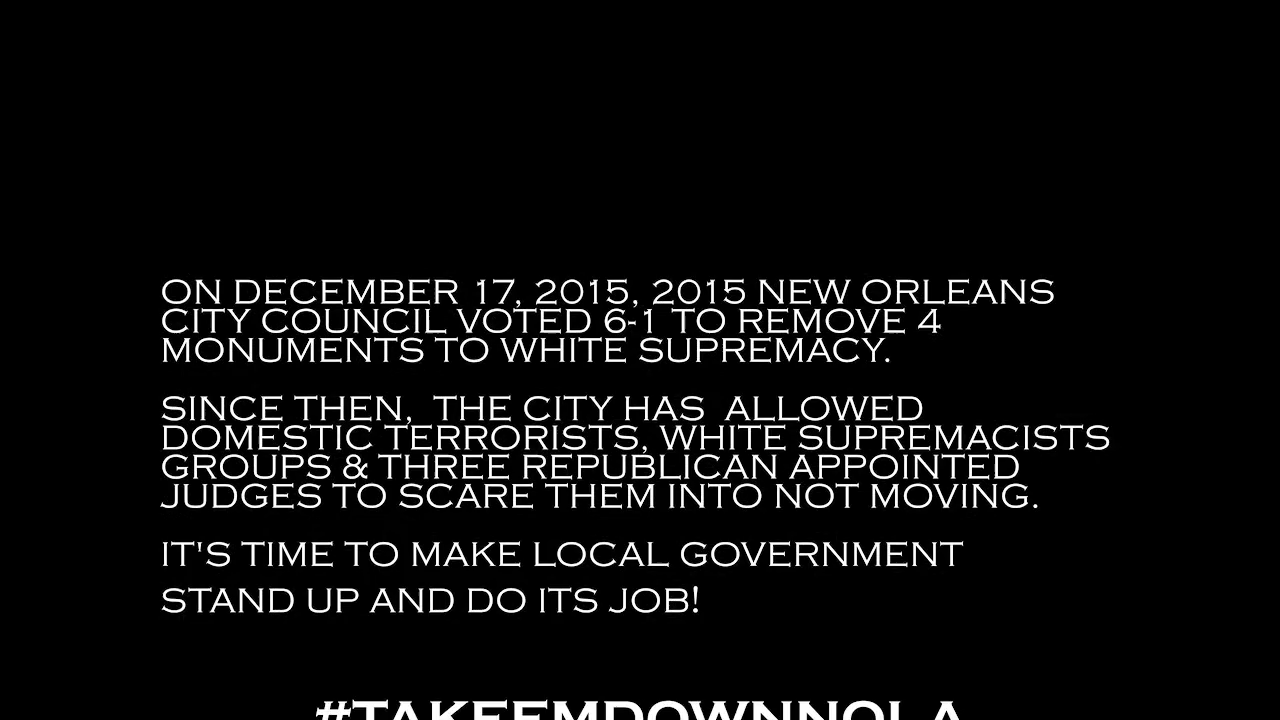 ON DECEMBER 17, 2015, 2015 NEW ORLEANS
CITY COUNCIL VOTED 6-1 TO REMOVE 4
MONUMENTS TO WHITE SUPREMACY.
SINCE THEN,  THE CITY HAS  ALLOWED
DOMESTIC TERRORISTS, WHITE SUPREMACISTS
GROUPS & THREE REPUBLICAN APPOINTED
JUDGES TO SCARE THEM INTO NOT MOVING.
IT'S TIME TO MAKE LOCAL GOVERNMENT
STAND UP AND DO ITS JOB!
#TAKEEMDOWNNOLA